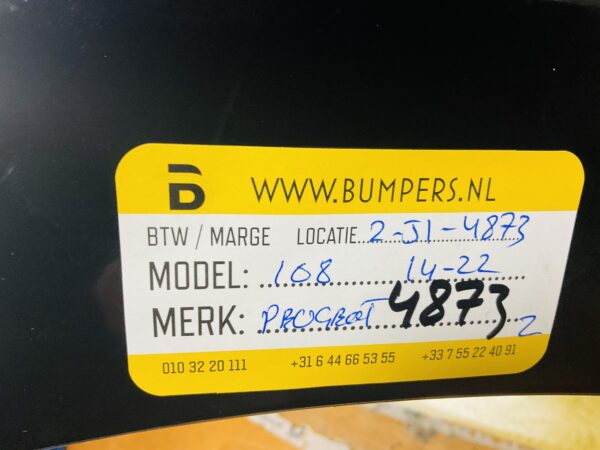 B WWW.BUMPERS.NL
BTW / MARGE LOCATIE 2-J1-4873
MODEL: 108 14-22
MERK: PEUGEOT 4873 2
010 32 20 111 +31 6 44 66 53 55 +33 7 55 22 40 91